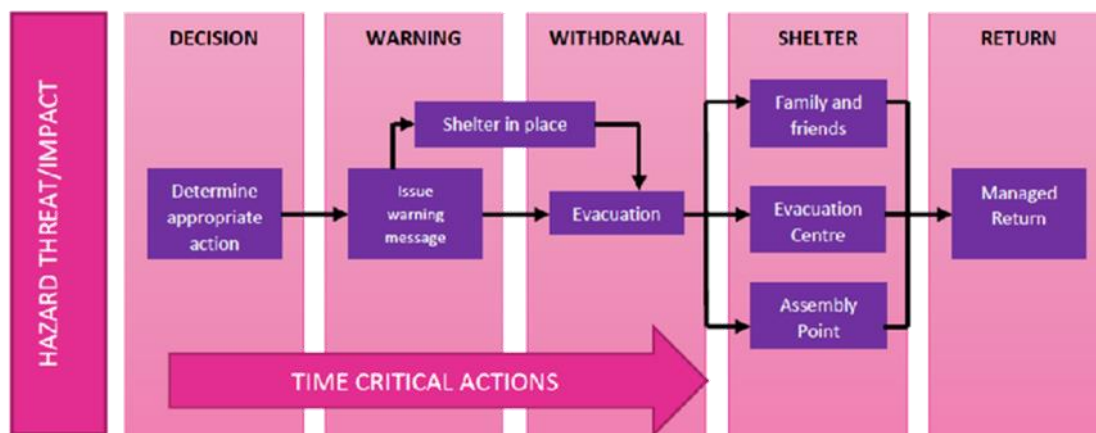 HAZARD THREAT/IMPACT
DECISION
WARNING
WITHDRAWAL
SHELTER
RETURN
Shelter in place
Family and
friends
Determine
appropriate
action
Issue
warning
message
Evacuation
Evacuation
Centre
Managed
Return
Assembly
Point
TIME CRITICAL ACTIONS